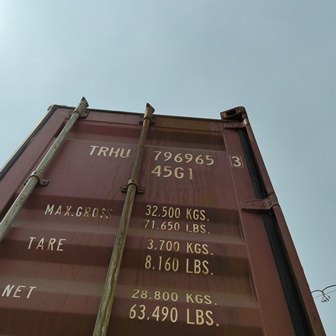 TRHU 796965 3
45G1
MAX.GROSS 32.500 KGS.
71.650 LBS.
TARE 3.700 KGS.
8.160 LBS.
NET 28.800 KGS.
63.490 LBS.